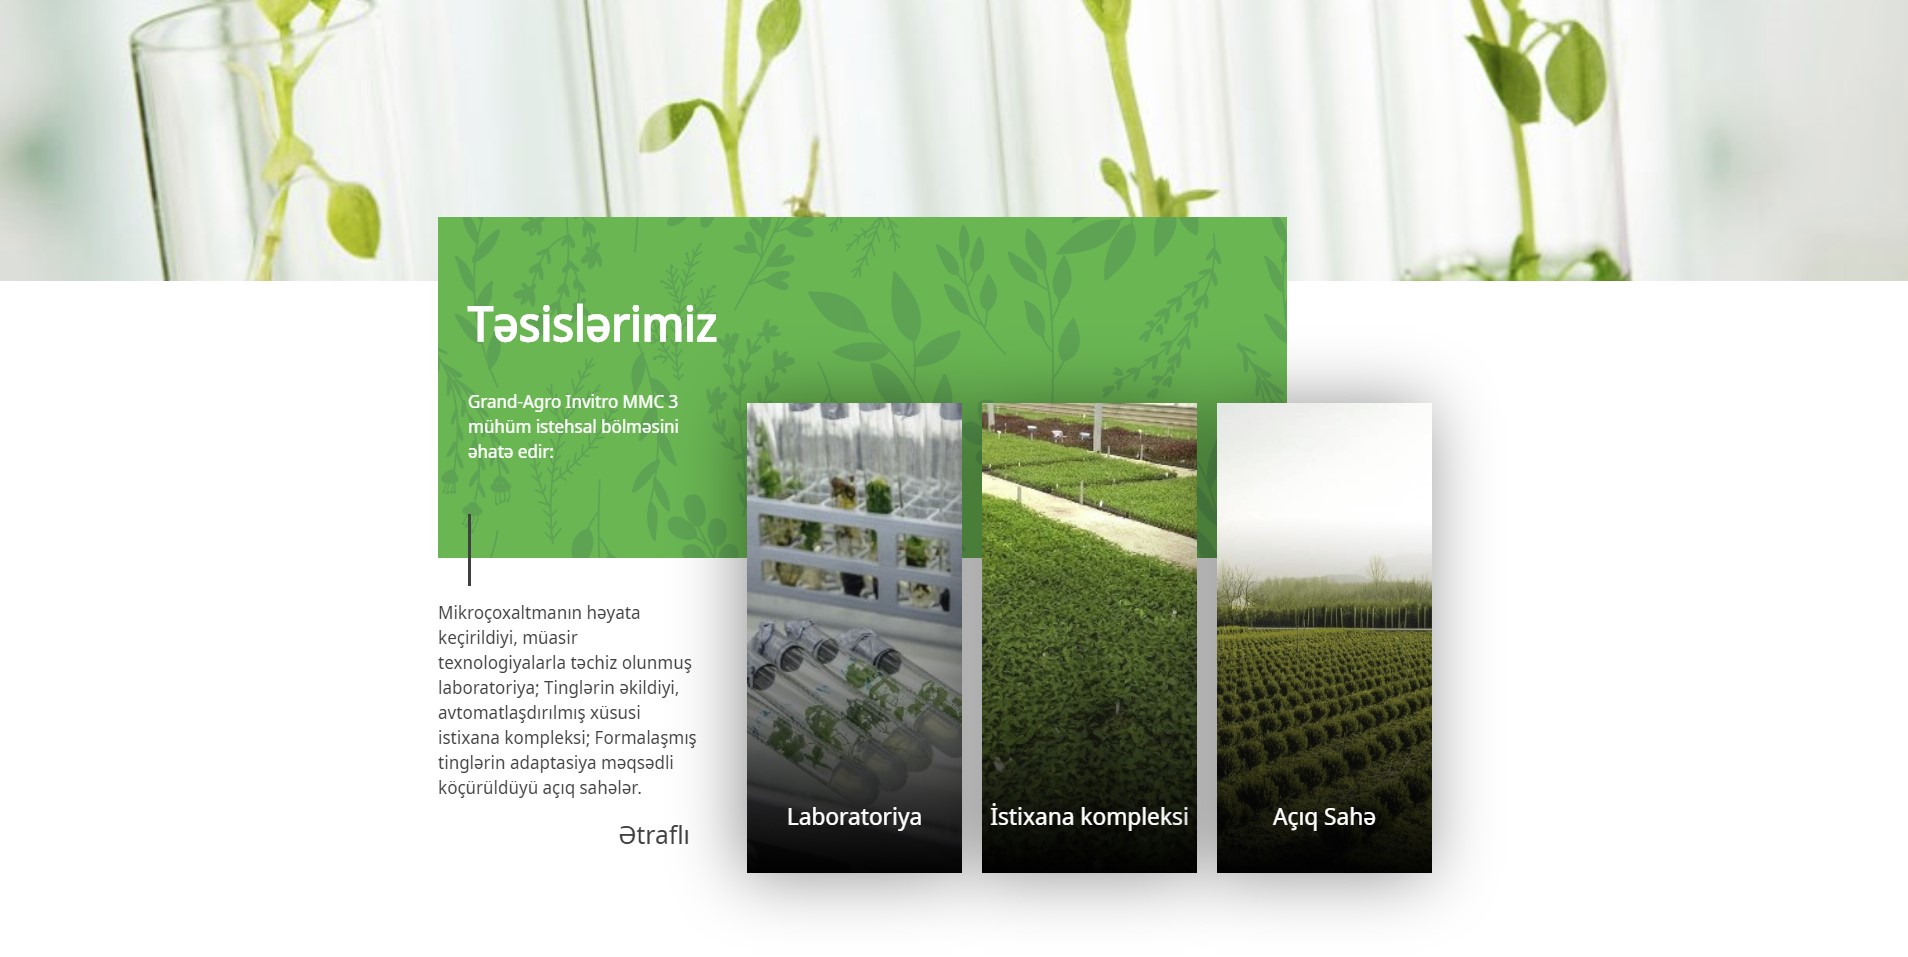 Təsislərimiz
Grand-Agro Invitro MMC 3
mühüm istehsal bölməsini
əhatə edir:
Mikroçoxaltmanın həyata
keçirildiyi, müasir
texnologiyalarla təchiz olunmuş
laboratoriya; Tinglərin əkildiyi,
avtomatlaşdırılmış xüsusi
istixana kompleksi; Formalaşmış
tinglərin adaptasiya məqsədli
köçürüldüyü açıq sahələr.
Ətraflı
Laboratoriya
İstixana kompleksi
Açıq Sahə